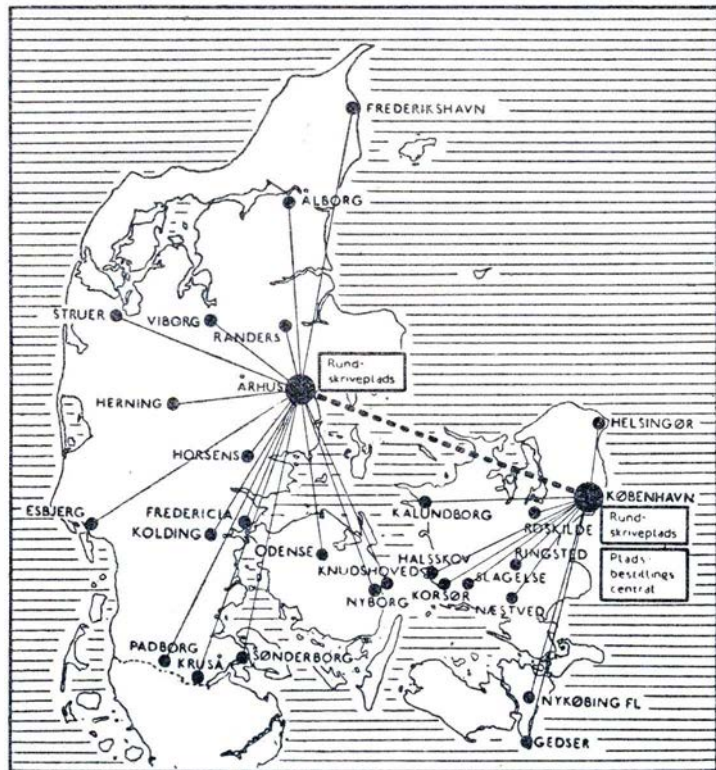 FREDERIKSHAVN
ÅLBORG
STRUER
VIBORG
RANDERS
Rund-
skriveplads
ÅRHUS
HERNING
HELSINGØR
HORSENS
KØBENHAVN
KALUNDBORG
ESBJERG
FREDERICIA
ROSKILDE
Rund-
skriveplads
KOLDING
ODENSE
HALSSKOV
RINGSTED
Plads-
bestillings
central
KNUDSHOVED
SLAGELSE
NYBORG
KORSØR
NÆSTVED
PADBORG
SØNDERBORG
KRUSÅ
NYKØBING FL
GEDSER